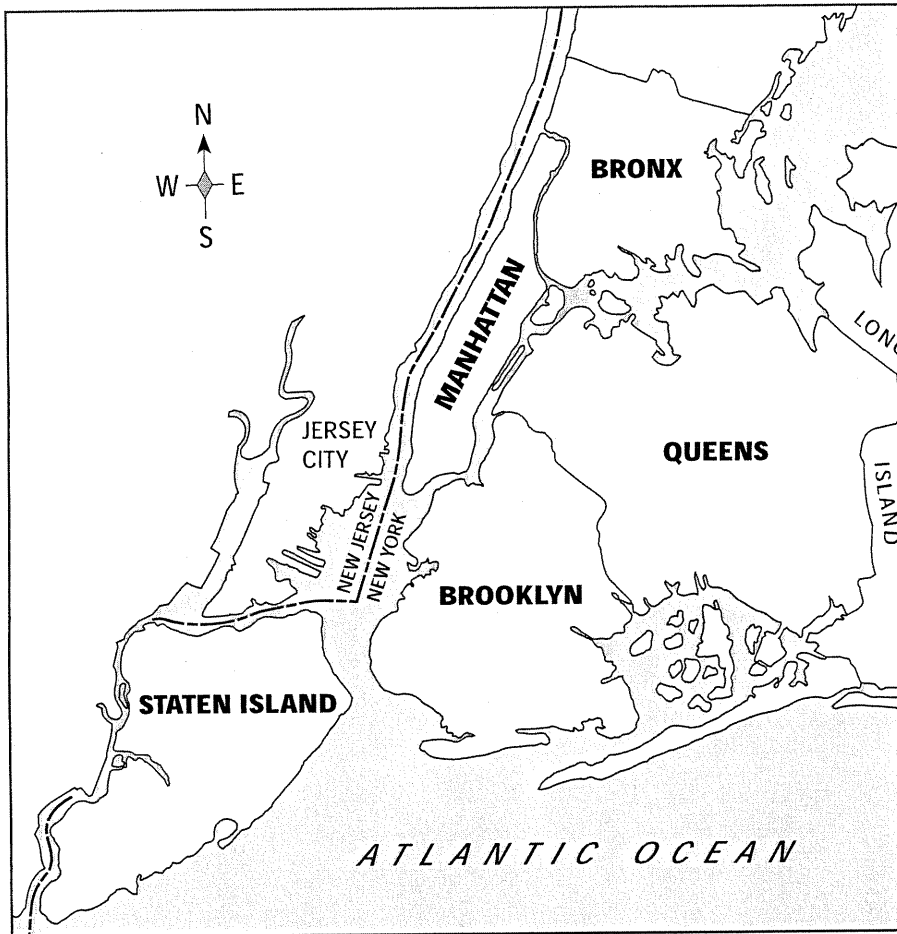 N
W E
S
BRONX
MANHATTAN
LONG
JERSEY
CITY
QUEENS
ISLAND
NEW JERSEY
NEW YORK
BROOKLYN
STATEN ISLAND
ATLANTIC OCEAN